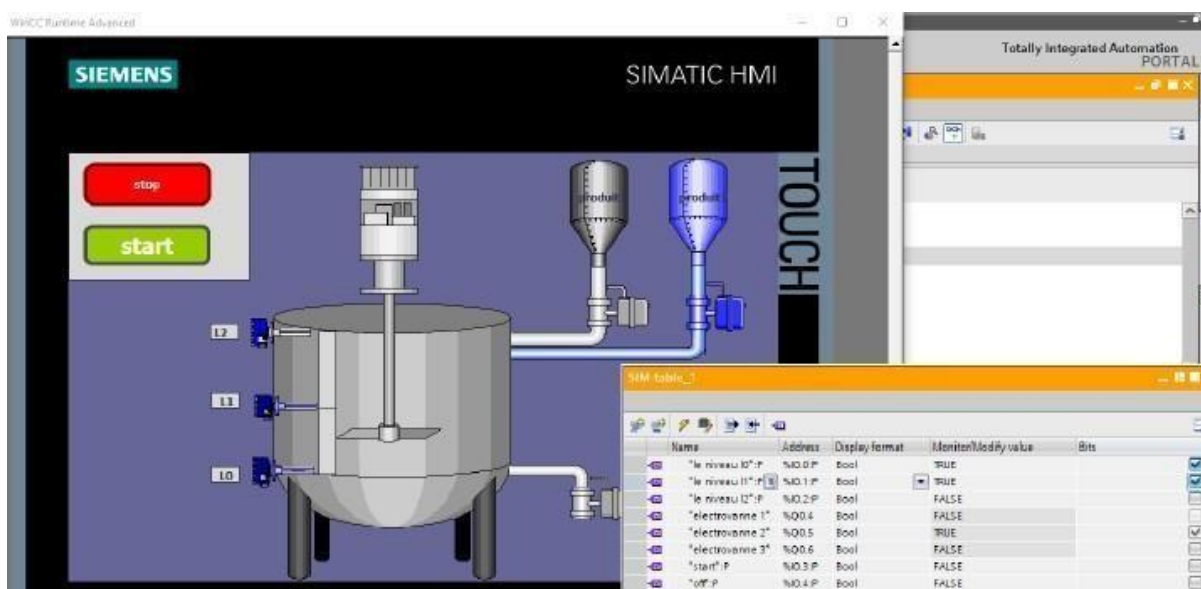 WinCC Runtime Advanced
Totally Integrated Automation
PORTAL
SIEMENS
SIMATIC HMI
TOUCH
stop
start
produit
produit
L2
L1
L0
SIM table_1
Name Address Display format Monitor/Modify value Bits
"le niveau l0":P %I0.0:P Bool TRUE
"le niveau l1":P %I0.1:P Bool TRUE
"le niveau l2":P %I0.2:P Bool FALSE
"electrovanne 1" %Q0.4 Bool FALSE
"electrovanne 2" %Q0.5 Bool TRUE
"electrovanne 3" %Q0.6 Bool FALSE
"start":P %I0.3:P Bool FALSE
"off":P %I0.4:P Bool FALSE